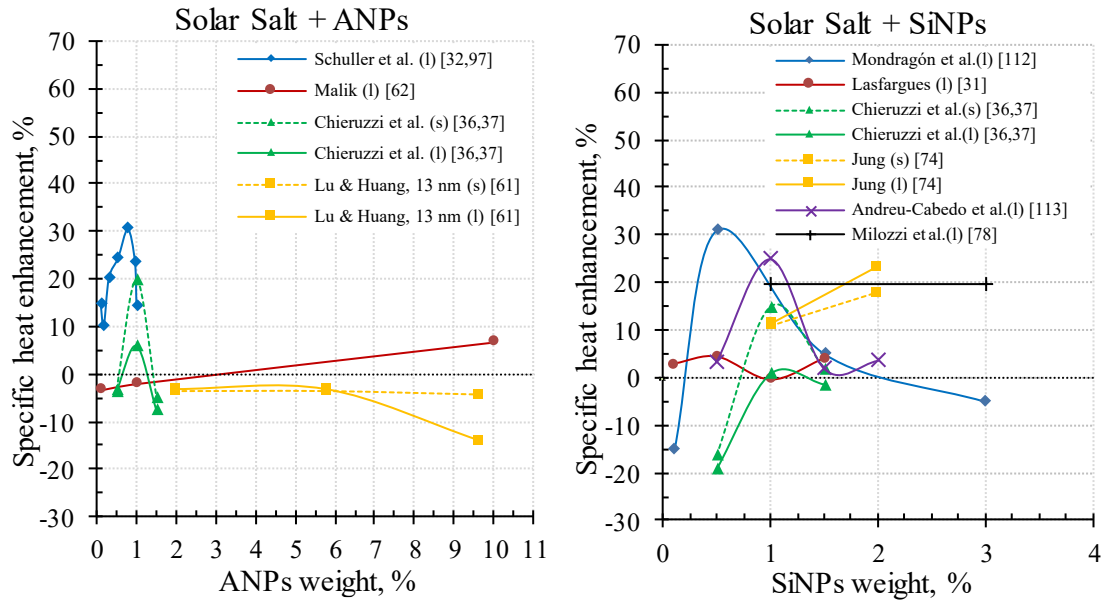 Solar Salt + ANPs
Specific heat enhancement, %
70
60
50
40
30
20
10
0
-10
-20
-30
Schuller et al. (l) [32,97]
Malik (l) [62]
Chieruzzi et al. (s) [36,37]
Chieruzzi et al. (l) [36,37]
Lu & Huang, 13 nm (s) [61]
Lu & Huang, 13 nm (l) [61]
0 1 2 3 4 5 6 7 8 9 10 11
ANPs weight, %
Solar Salt + SiNPs
Specific heat enhancement, %
70
60
50
40
30
20
10
0
-10
-20
-30
Mondragón et al.(l) [112]
Lasfargues (l) [31]
Chieruzzi et al.(s) [36,37]
Chieruzzi et al.(l) [36,37]
Jung (s) [74]
Jung (l) [74]
Andreu-Cabedo et al.(l) [113]
Milozzi et al.(l) [78]
0 1 2 3 4
SiNPs weight, %